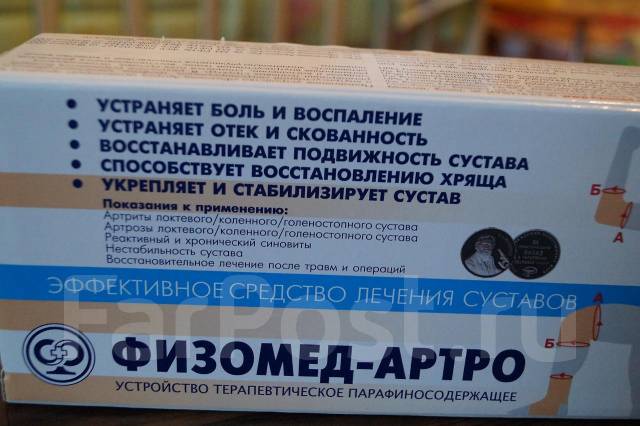 • УСТРАНЯЕТ БОЛЬ И ВОСПАЛЕНИЕ
• УСТРАНЯЕТ ОТЕК И СКОВАННОСТЬ
• ВОССТАНАВЛИВАЕТ ПОДВИЖНОСТЬ СУСТАВА
• СПОСОБСТВУЕТ ВОССТАНОВЛЕНИЮ ХРЯЩА
• УКРЕПЛЯЕТ И СТАБИЛИЗИРУЕТ СУСТАВ
Показания к применению:
Артриты локтевого/коленного/голеностопного сустава
Артрозы локтевого/коленного/голеностопного сустава
Реактивный и хронический синовиты
Нестабильность сустава
Восстановительное лечение после травм и операций
Б
А
ЭФФЕКТИВНОЕ СРЕДСТВО ЛЕЧЕНИЯ СУСТАВОВ
А
Б
ФИЗОМЕД-АРТРО
УСТРОЙСТВО ТЕРАПЕВТИЧЕСКОЕ ПАРАФИНОСОДЕРЖАЩЕЕ
FarPost.ru